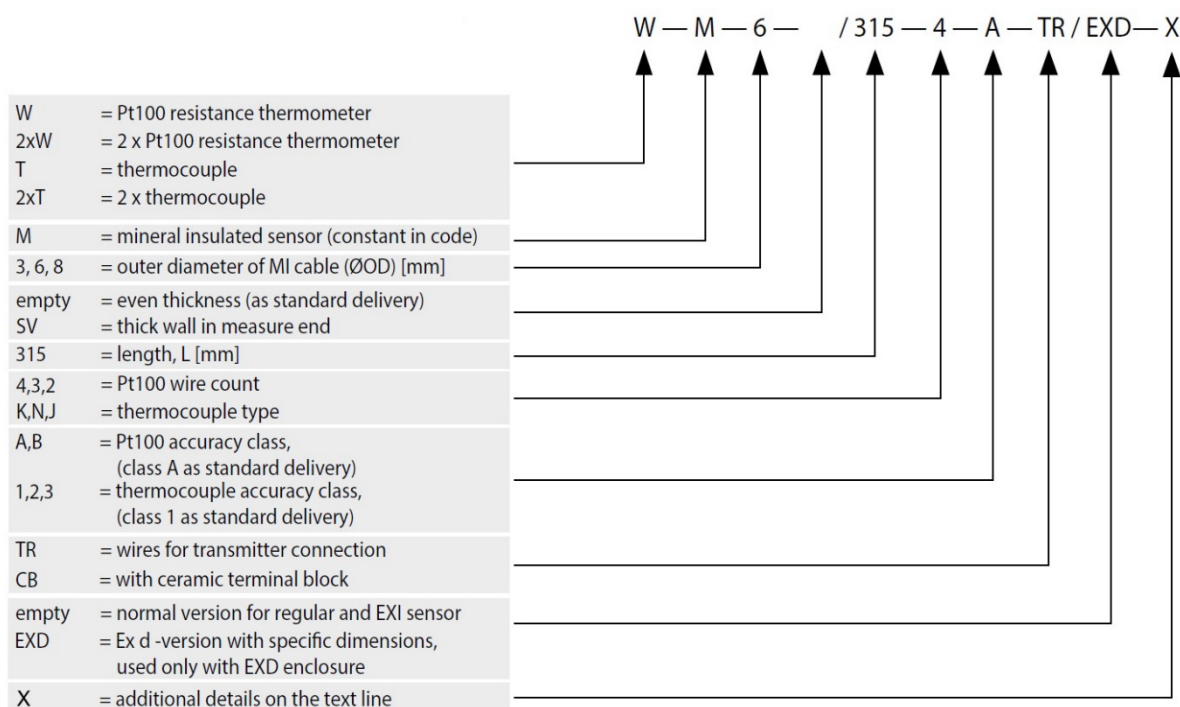 W — M — 6 — / 315 — 4 — A — TR / EXD — X
W = Pt100 resistance thermometer
2xW = 2 x Pt100 resistance thermometer
T = thermocouple
2xT = 2 x thermocouple
M = mineral insulated sensor (constant in code)
3, 6, 8 = outer diameter of MI cable (ØOD) [mm]
empty = even thickness (as standard delivery)
SV = thick wall in measure end
315 = length, L [mm]
4,3,2 = Pt100 wire count
K,N,J = thermocouple type
A,B = Pt100 accuracy class,
(class A as standard delivery)
1,2,3 = thermocouple accuracy class,
(class 1 as standard delivery)
TR = wires for transmitter connection
CB = with ceramic terminal block
empty = normal version for regular and EXI sensor
EXD = Ex d -version with specific dimensions,
used only with EXD enclosure
X = additional details on the text line